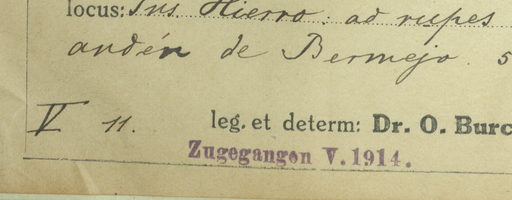 locus: Ins. Hierro: ad rupes
andén de Bermejo. 5
V 11. leg. et determ: Dr. O. Burc
Zugegangen V. 1914.